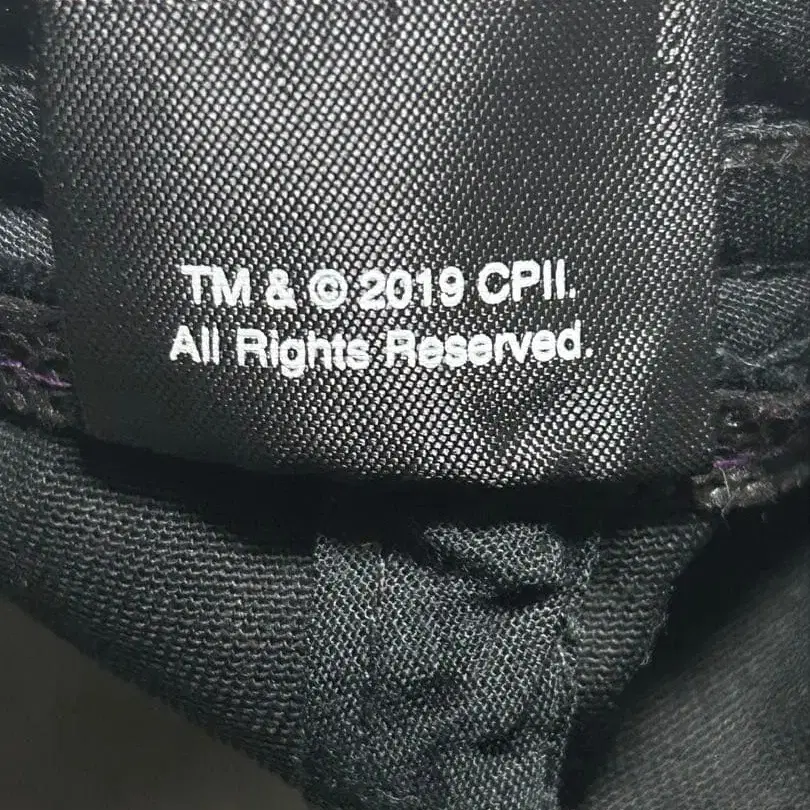 TM & © 2019 CPII.
All Rights Reserved.